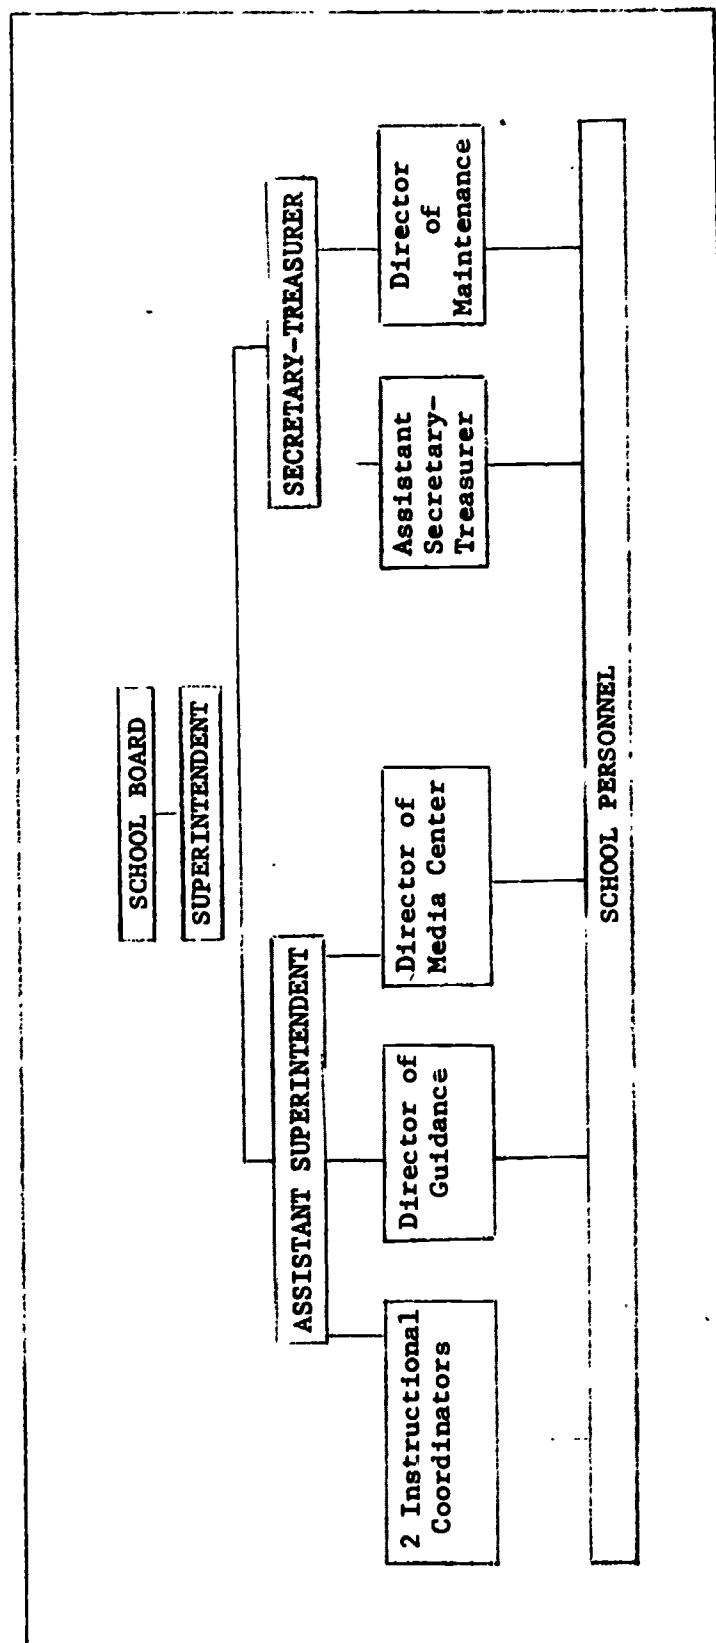 SCHOOL BOARD
SUPERINTENDENT
ASSISTANT SUPERINTENDENT
SECRETARY-TREASURER
2 Instructional
Coordinators
Director of
Guidance
Director of
Media Center
Assistant
Secretary-
Treasurer
Director
of
Maintenance
SCHOOL PERSONNEL